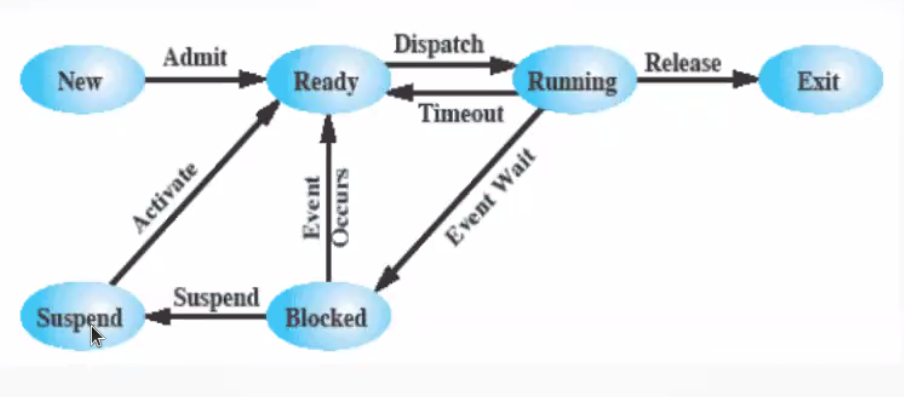 Admit
Dispatch
New
Ready
Running
Release
Exit
Timeout
Activate
Event
Occurs
Event Wait
Suspend
Suspend
Blocked